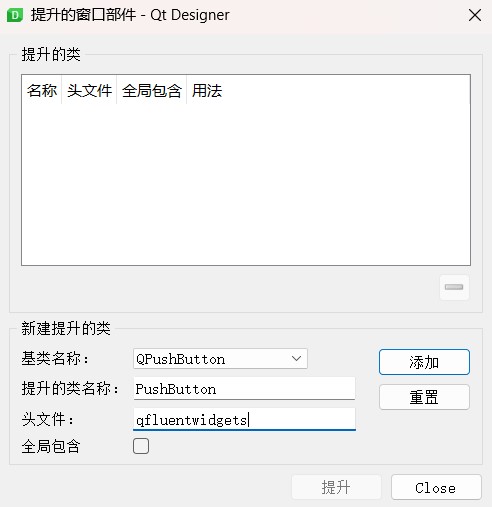 提升的窗口部件 - Qt Designer
提升的类
名称 头文件 全局包含 用法
新建提升的类
基类名称： QPushButton
添加
提升的类名称： PushButton
重置
头文件： qfluentwidgets
全局包含
提升 Close